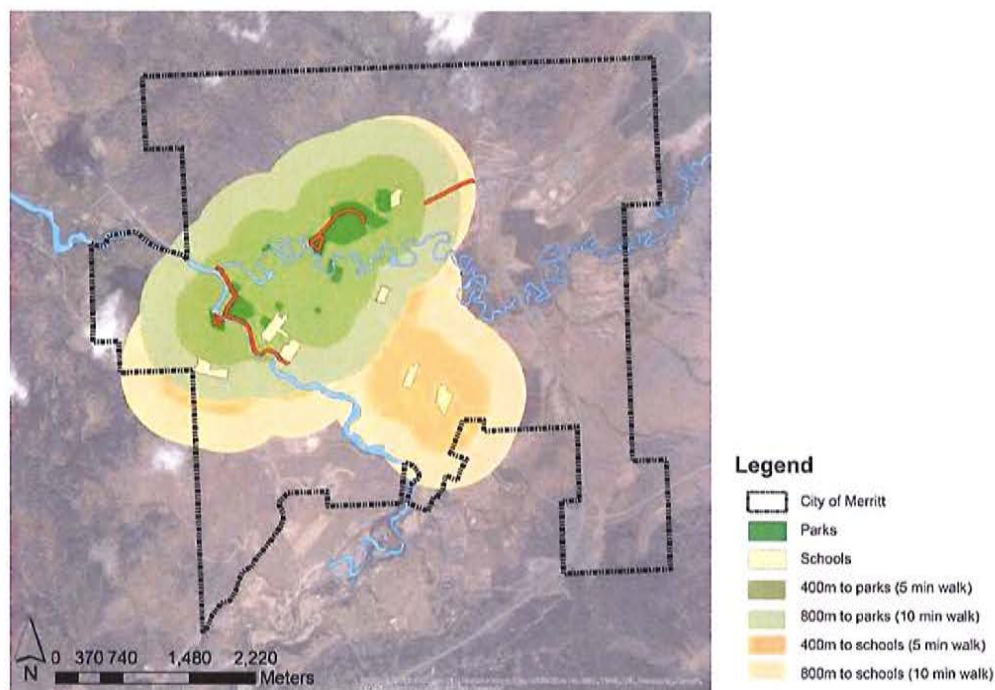 Legend
City of Merritt
Parks
Schools
400m to parks (5 min walk)
800m to parks (10 min walk)
400m to schools (5 min walk)
800m to schools (10 min walk)
N
0 370 740 1,480 2,220
Meters